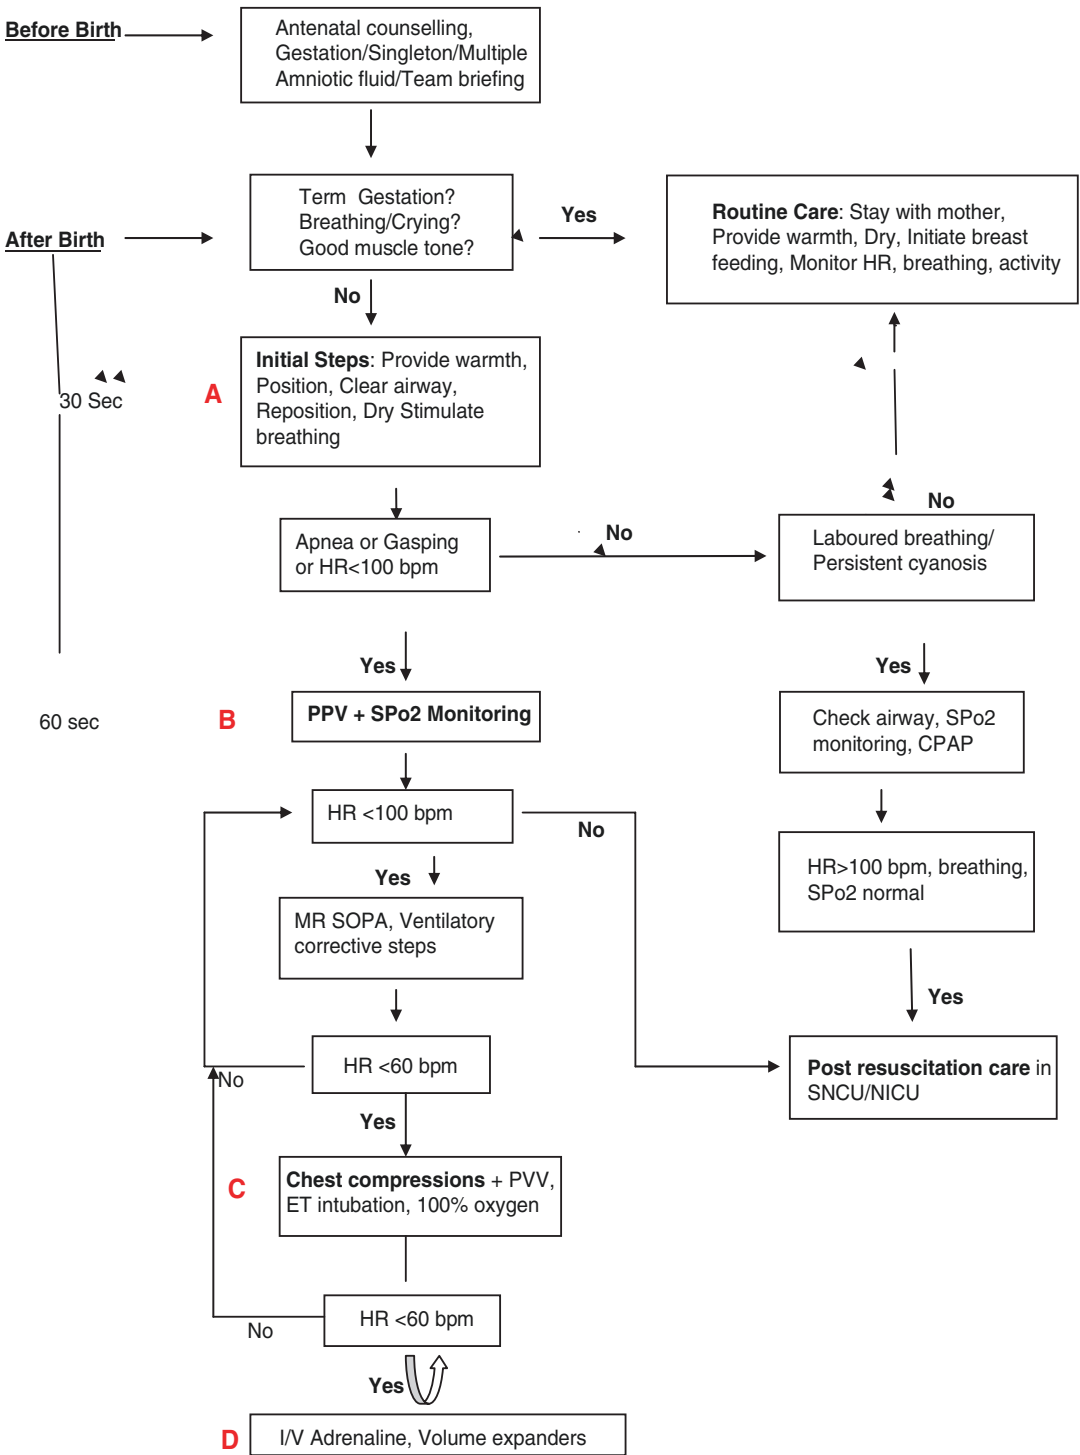 Before Birth
Antenatal counselling,
Gestation/Singleton/Multiple
Amniotic fluid/Team briefing
After Birth
Term Gestation?
Breathing/Crying?
Good muscle tone?
Yes
Routine Care: Stay with mother,
Provide warmth, Dry, Initiate breast
feeding, Monitor HR, breathing, activity
No
30 Sec
A
Initial Steps: Provide warmth,
Position, Clear airway,
Reposition, Dry Stimulate
breathing
No
Apnea or Gasping
or HR<100 bpm
No
Laboured breathing/
Persistent cyanosis
Yes
Yes
60 sec
B
PPV + SPo2 Monitoring
Check airway, SPo2
monitoring, CPAP
HR <100 bpm
No
Yes
HR>100 bpm, breathing,
SPo2 normal
MR SOPA, Ventilatory
corrective steps
Yes
HR <60 bpm
No
Yes
Post resuscitation care in
SNCU/NICU
C
Chest compressions + PVV,
ET intubation, 100% oxygen
HR <60 bpm
No
Yes
D
I/V Adrenaline, Volume expanders